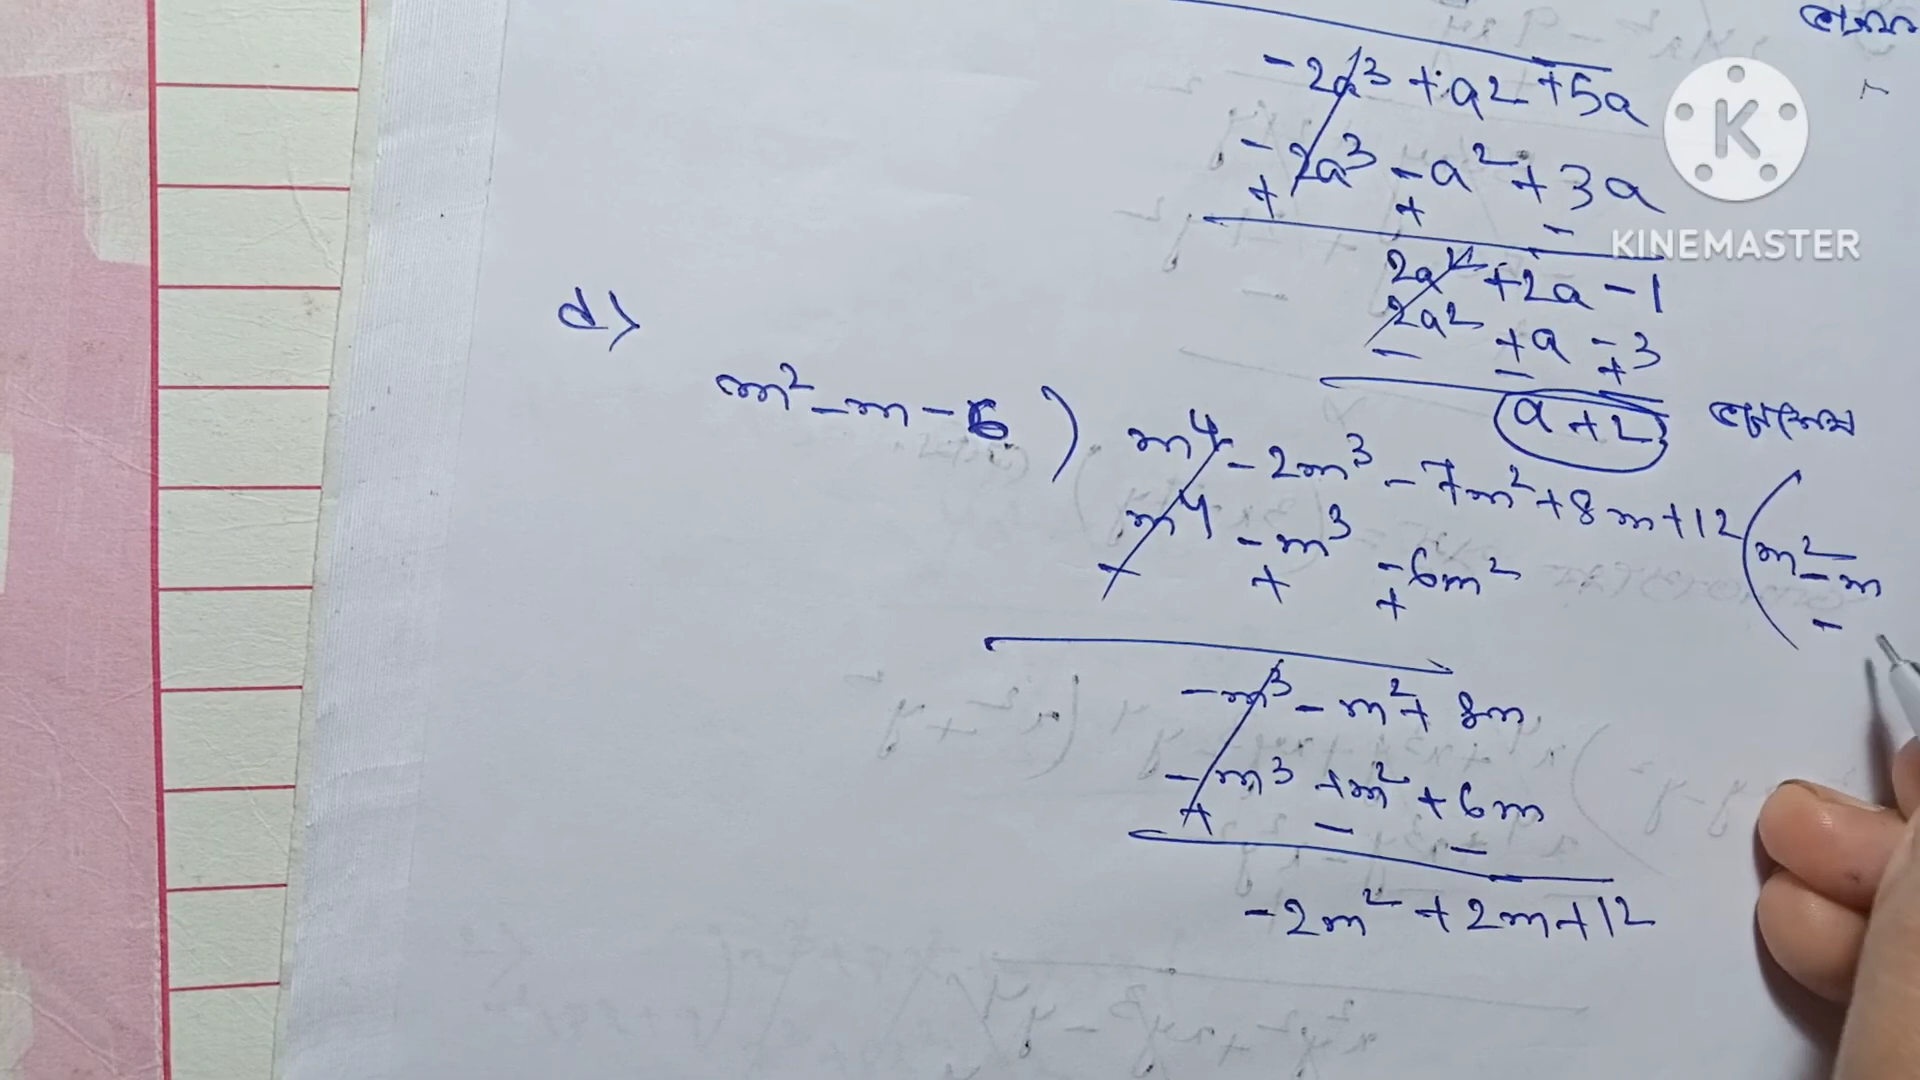 -2a³ + a2 + 5a
-2a³ - a² + 3a
+ + -
KINEMASTER
2a² + 2a - 1
2a² + a - 3
- - +
a + 2
d)
m² - m - 6 ) m⁴ - 2m³ - 7m² + 8m + 12 ( m² - m
-
m⁴ - m³ - 6m²
- + +
-m³ - m² + 8m
-m³ + m² + 6m
+ - -
-2m² + 2m + 12